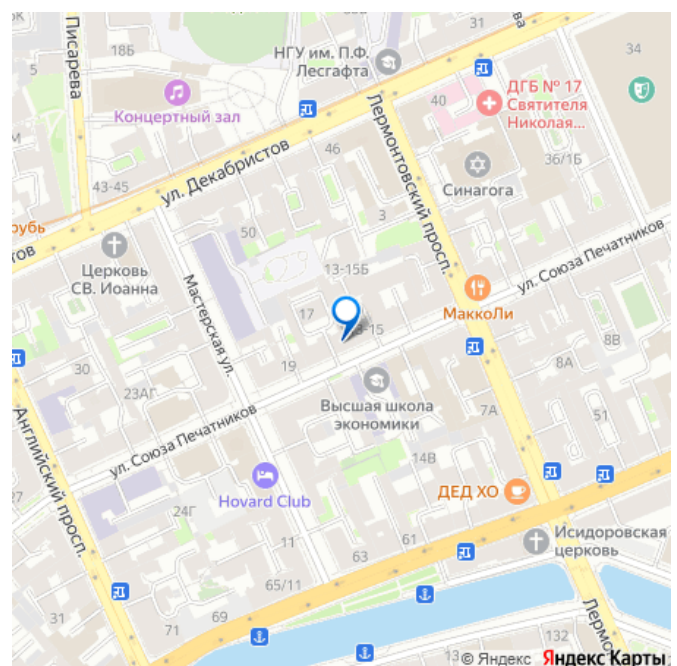 Писарева
18Б
5
Концертный зал
НГУ им. П.Ф.
Лесгафта
40
ДГБ № 17
Святителя
Николая...
34
36/1Б
Синагога
Лермонтовский просп.
ул. Декабристов
46
43-45
3
50
Церковь
СВ. Иоанна
13-15Б
ул. Союза Печатников
МаккоЛи
Мастерская ул.
17
19
30
23АГ
Высшая школа
экономики
8В
8А
7А
51
Английский просп.
ул. Союза Печатников
27
14В
Hovard Club
ДЕД ХО
24Г
11
61
63
Исидоровская
церковь
65/11
69
71
31
132
© Яндекс Яндекс Карты